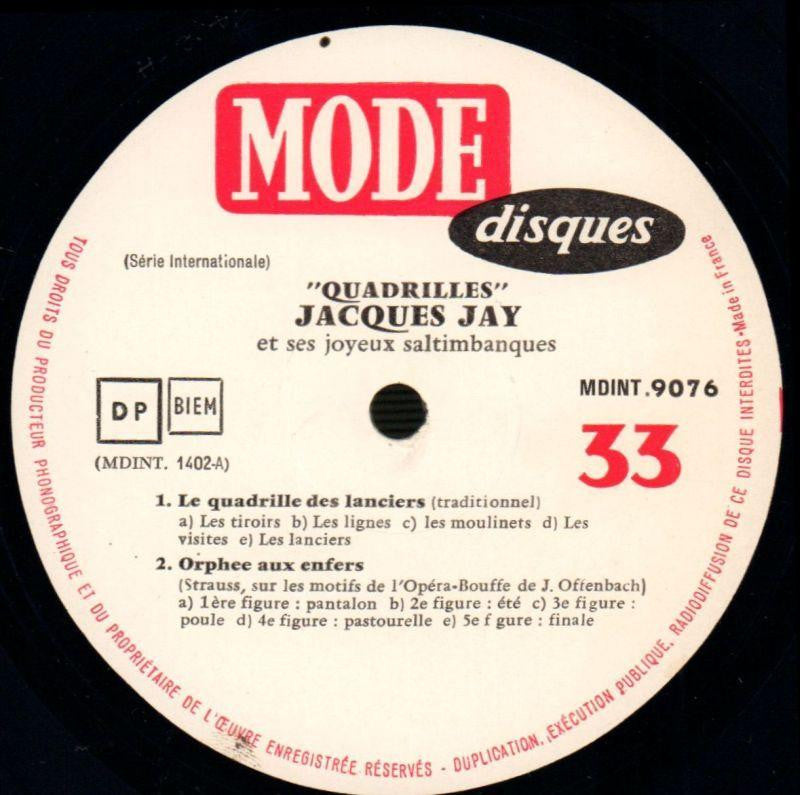 MODE
disques
(Série Internationale)
"QUADRILLES"
JACQUES JAY
et ses joyeux saltimbanques
DP
BIEM
MDINT.9076
(MDINT. 1402-A)
33
1. Le quadrille des lanciers (traditionnel)
a) Les tiroirs b) Les lignes c) les moulinets d) Les
visites e) Les lanciers
2. Orphee aux enfers
(Strauss, sur les motifs de l'Opéra-Bouffe de J. Offenbach)
a) 1ère figure : pantalon b) 2e figure : été c) 3e figure :
poule d) 4e figure : pastourelle e) 5e f gure : finale
TOUS DROITS DU PRODUCTEUR PHONOGRAPHIQUE ET DU PROPRIÉTAIRE DE L'ŒUVRE ENREGISTRÉE RÉSERVÉS - DUPLICATION, EXÉCUTION PUBLIQUE, RADIODIFFUSION DE CE DISQUE INTERDITES • Made in France